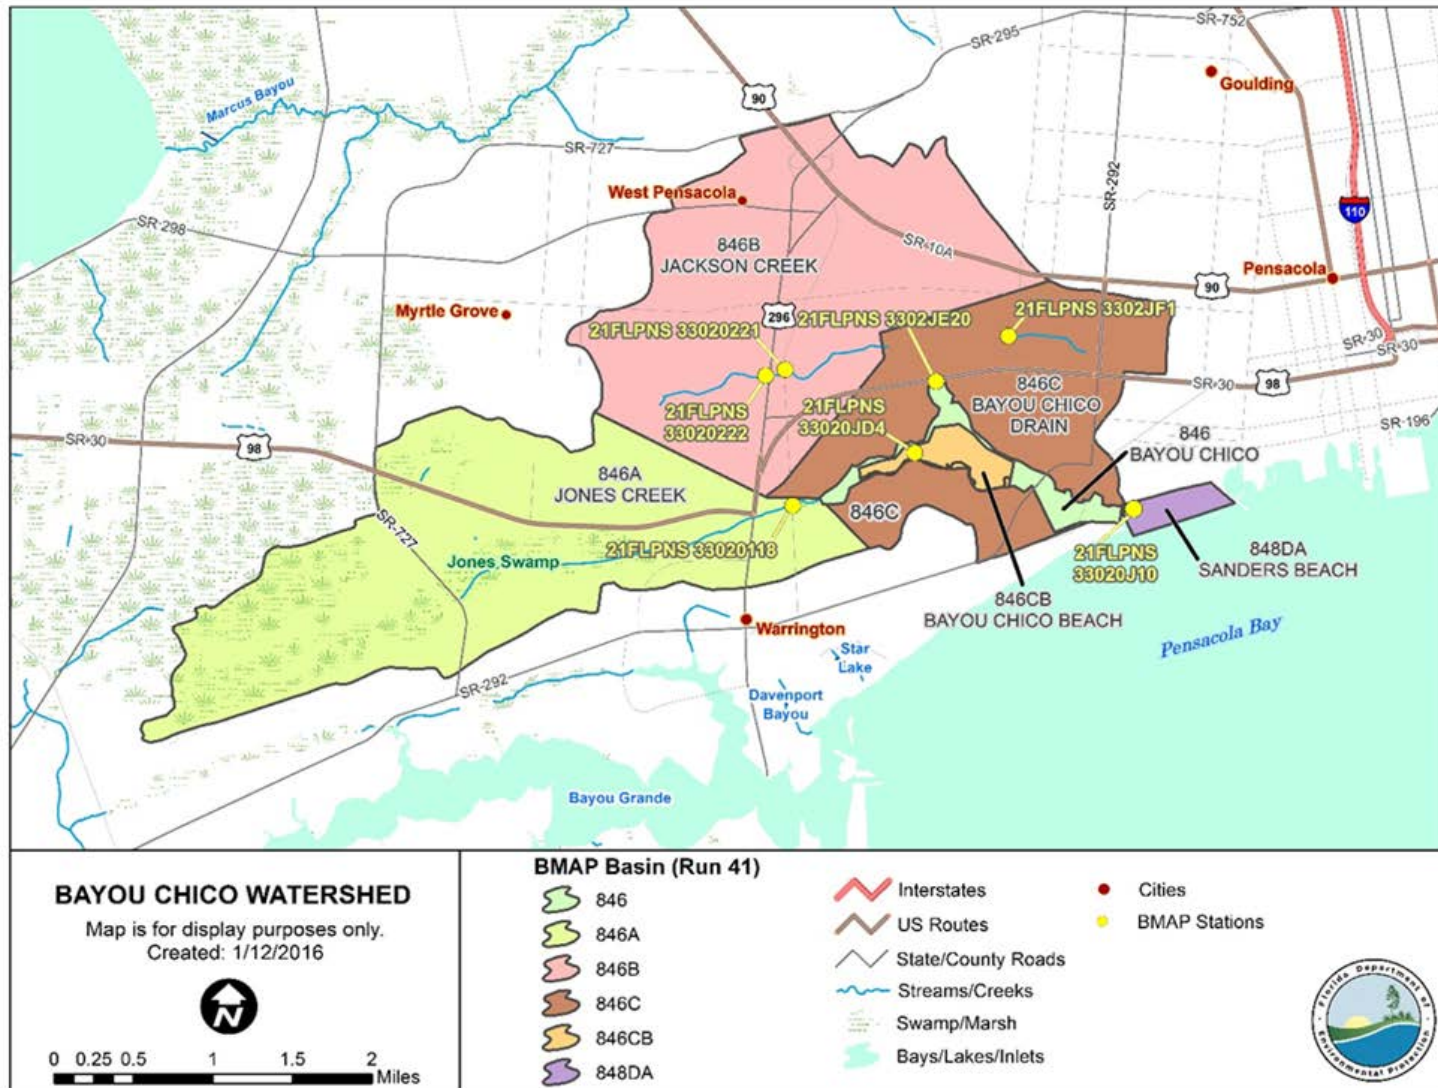 SR-752
SR-295
90
Goulding
Marcus Bayou
SR-727
SR-292
West Pensacola
110
SR-298
846B
JACKSON CREEK
SR 10A
Pensacola
90
Myrtle Grove
296
21FLPNS 33020221
21FLPNS 3302JE20
21FLPNS 3302JF1
SR-30
SR-30
846C
BAYOU CHICO
DRAIN
SR-30
98
21FLPNS
33020222
21FLPNS
33020JD4
SR-196
SR-30
98
846
BAYOU CHICO
846A
JONES CREEK
846C
SR-727
21FLPNS 33020118
21FLPNS
33020J10
848DA
SANDERS BEACH
Jones Swamp
846CB
BAYOU CHICO BEACH
Warrington
Pensacola Bay
Star
Lake
SR-292
Davenport
Bayou
Bayou Grande
BAYOU CHICO WATERSHED
Map is for display purposes only.
Created: 1/12/2016
N
0 0.25 0.5 1 1.5 2
Miles
BMAP Basin (Run 41)
846
846A
846B
846C
846CB
848DA
Interstates
US Routes
State/County Roads
Streams/Creeks
Swamp/Marsh
Bays/Lakes/Inlets
Cities
BMAP Stations
Florida Department of
Environmental Protection